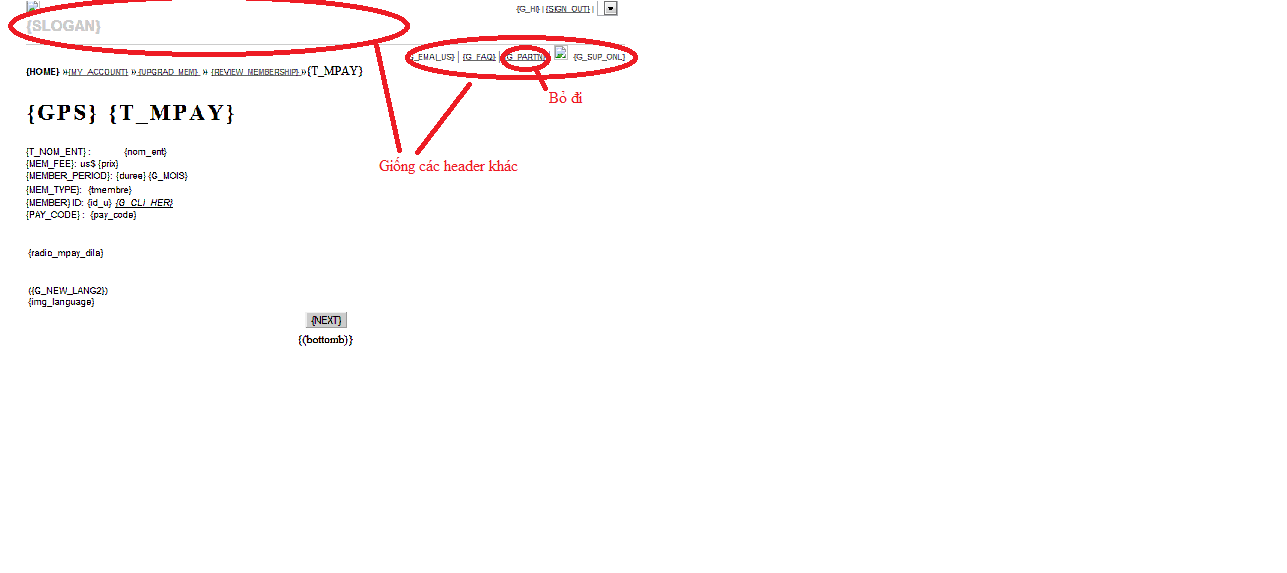 {G_HI} | {SIGN_OUT} |
{SLOGAN}
G_EMAI_US} | {G_FAQ} | {G_PARTN} | {G_SUP_ONL}
{HOME} »{MY_ACCOUNT} » {UPGRAD_MEM} » {REVIEW_MEMBERSHIP} »{T_MPAY}
Bỏ đi
{GPS} {T_MPAY}
{T_NOM_ENT} : {nom_ent}
{MEM_FEE}: us$ {prix}
Giống các header khác
{MEMBER_PERIOD}: {duree} {G_MOIS}
{MEM_TYPE}: {tmembre}
{MEMBER} ID: {id_u} {G_CLI_HER}
{PAY_CODE} : {pay_code}
{radio_mpay_dila}
({G_NEW_LANG2})
{img_language}
{NEXT}
{(bottomb)}